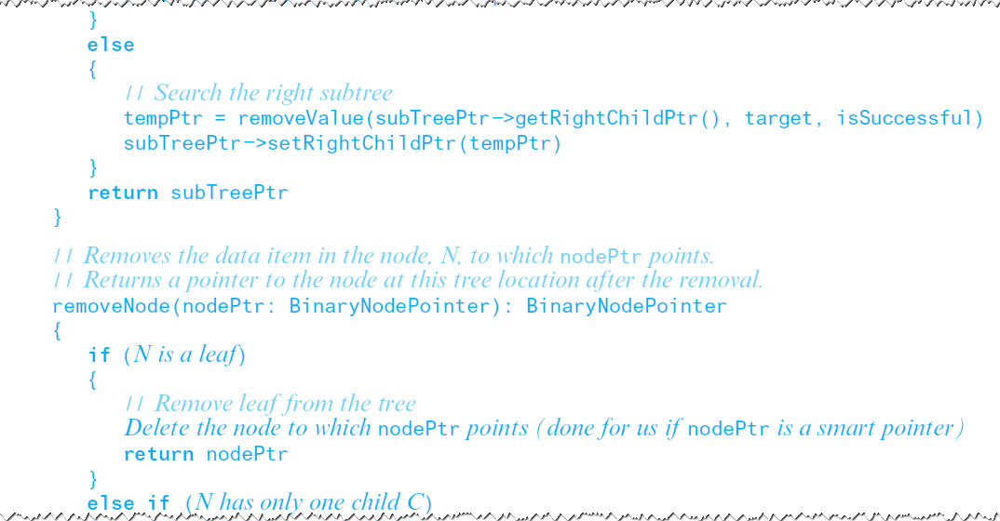 }
else
{
// Search the right subtree
tempPtr = removeValue(subTreePtr->getRightChildPtr(), target, isSuccessful)
subTreePtr->setRightChildPtr(tempPtr)
}
return subTreePtr
}
// Removes the data item in the node, N, to which nodePtr points.
// Returns a pointer to the node at this tree location after the removal.
removeNode(nodePtr: BinaryNodePointer): BinaryNodePointer
{
if (N is a leaf)
{
// Remove leaf from the tree
Delete the node to which nodePtr points (done for us if nodePtr is a smart pointer)
return nodePtr
}
else if (N has only one child C)